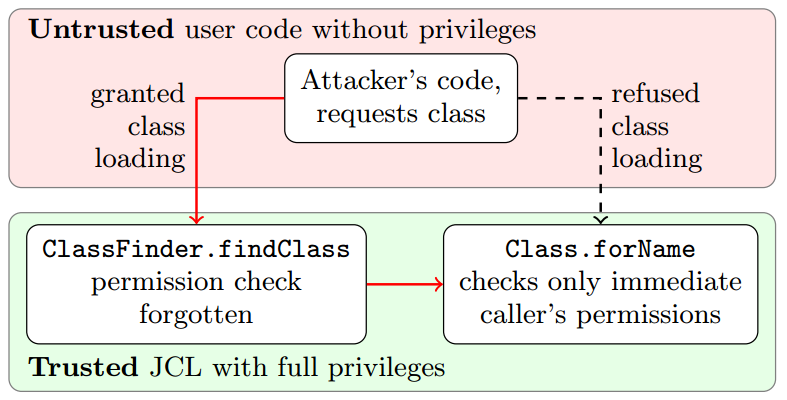 Untrusted user code without privileges
Attacker's code,
requests class
granted
class
loading
refused
class
loading
ClassFinder.findClass
permission check
forgotten
Class.forName
checks only immediate
caller's permissions
Trusted JCL with full privileges